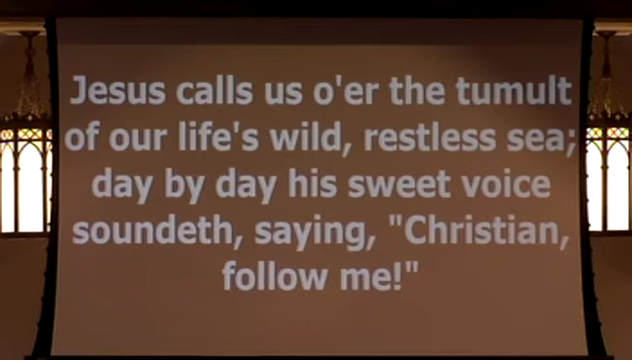 Jesus calls us o'er the tumult
of our life's wild, restless sea;
day by day his sweet voice
soundeth, saying, "Christian,
follow me!"